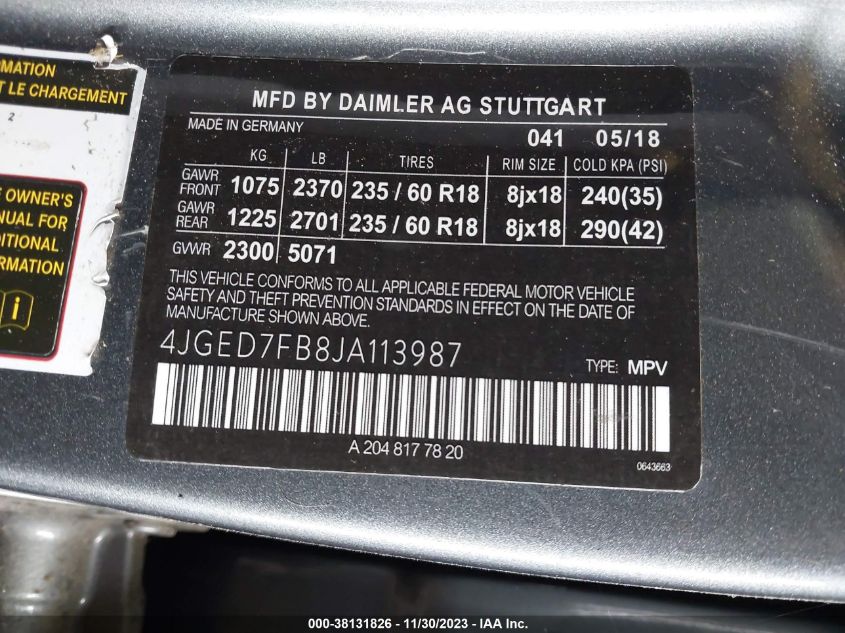 RMATION
T LE CHARGEMENT
2
OWNER'S
NUAL FOR
DITIONAL
FORMATION
i
MFD BY DAIMLER AG STUTTGART
MADE IN GERMANY 041 05/18
KG LB TIRES RIM SIZE COLD KPA (PSI)
GAWR FRONT 1075 2370 235 / 60 R18 8jx18 240(35)
GAWR REAR 1225 2701 235 / 60 R18 8jx18 290(42)
GVWR 2300 5071
THIS VEHICLE CONFORMS TO ALL APPLICABLE FEDERAL MOTOR VEHICLE
SAFETY AND THEFT PREVENTION STANDARDS IN EFFECT ON THE DATE OF
MANUFACTURE SHOWN ABOVE.
4JGED7FB8JA113987 TYPE: MPV
A 204 817 78 20
0643663
000-38131826 - 11/30/2023 - IAA Inc.